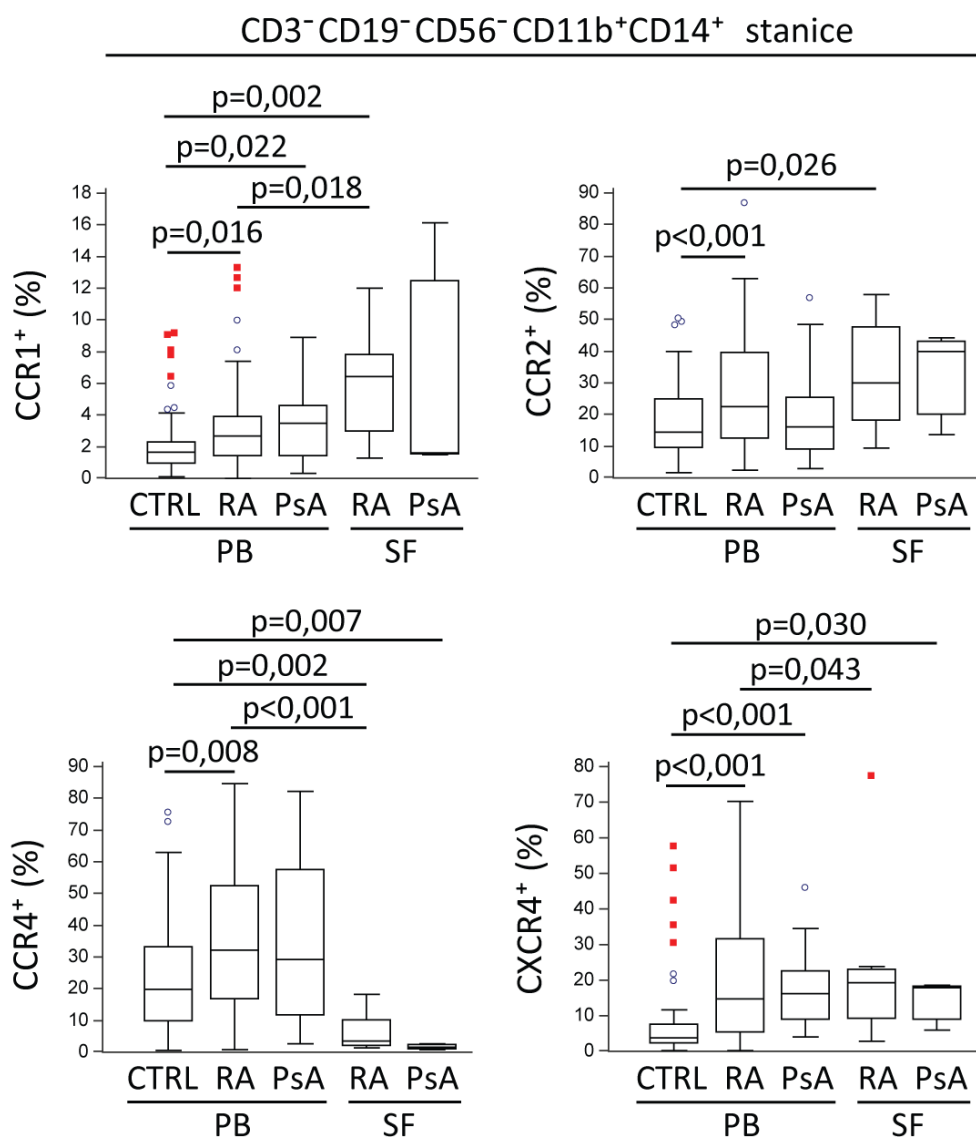 CD3⁻CD19⁻CD56⁻CD11b⁺CD14⁺ stanice
p=0,002
p=0,022
p=0,018
p=0,016
CCR1⁺ (%)
18
16
14
12
10
8
6
4
2
0
CTRL RA PsA RA PsA
PB SF
p=0,026
p<0,001
CCR2⁺ (%)
90
80
70
60
50
40
30
20
10
0
CTRL RA PsA RA PsA
PB SF
p=0,007
p=0,002
p<0,001
p=0,008
CCR4⁺ (%)
90
80
70
60
50
40
30
20
10
0
CTRL RA PsA RA PsA
PB SF
p=0,030
p=0,043
p<0,001
p<0,001
CXCR4⁺ (%)
80
70
60
50
40
30
20
10
0
CTRL RA PsA RA PsA
PB SF